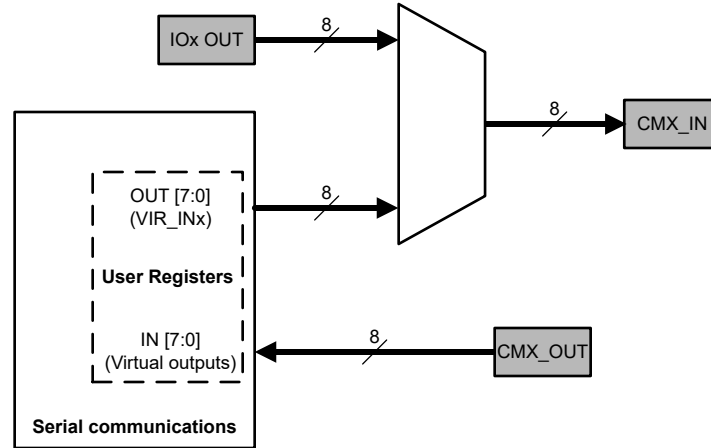 8
IOx OUT
8
CMX_IN
OUT [7:0]
(VIR_INx)
8
User Registers
IN [7:0]
(Virtual outputs)
8
CMX_OUT
Serial communications